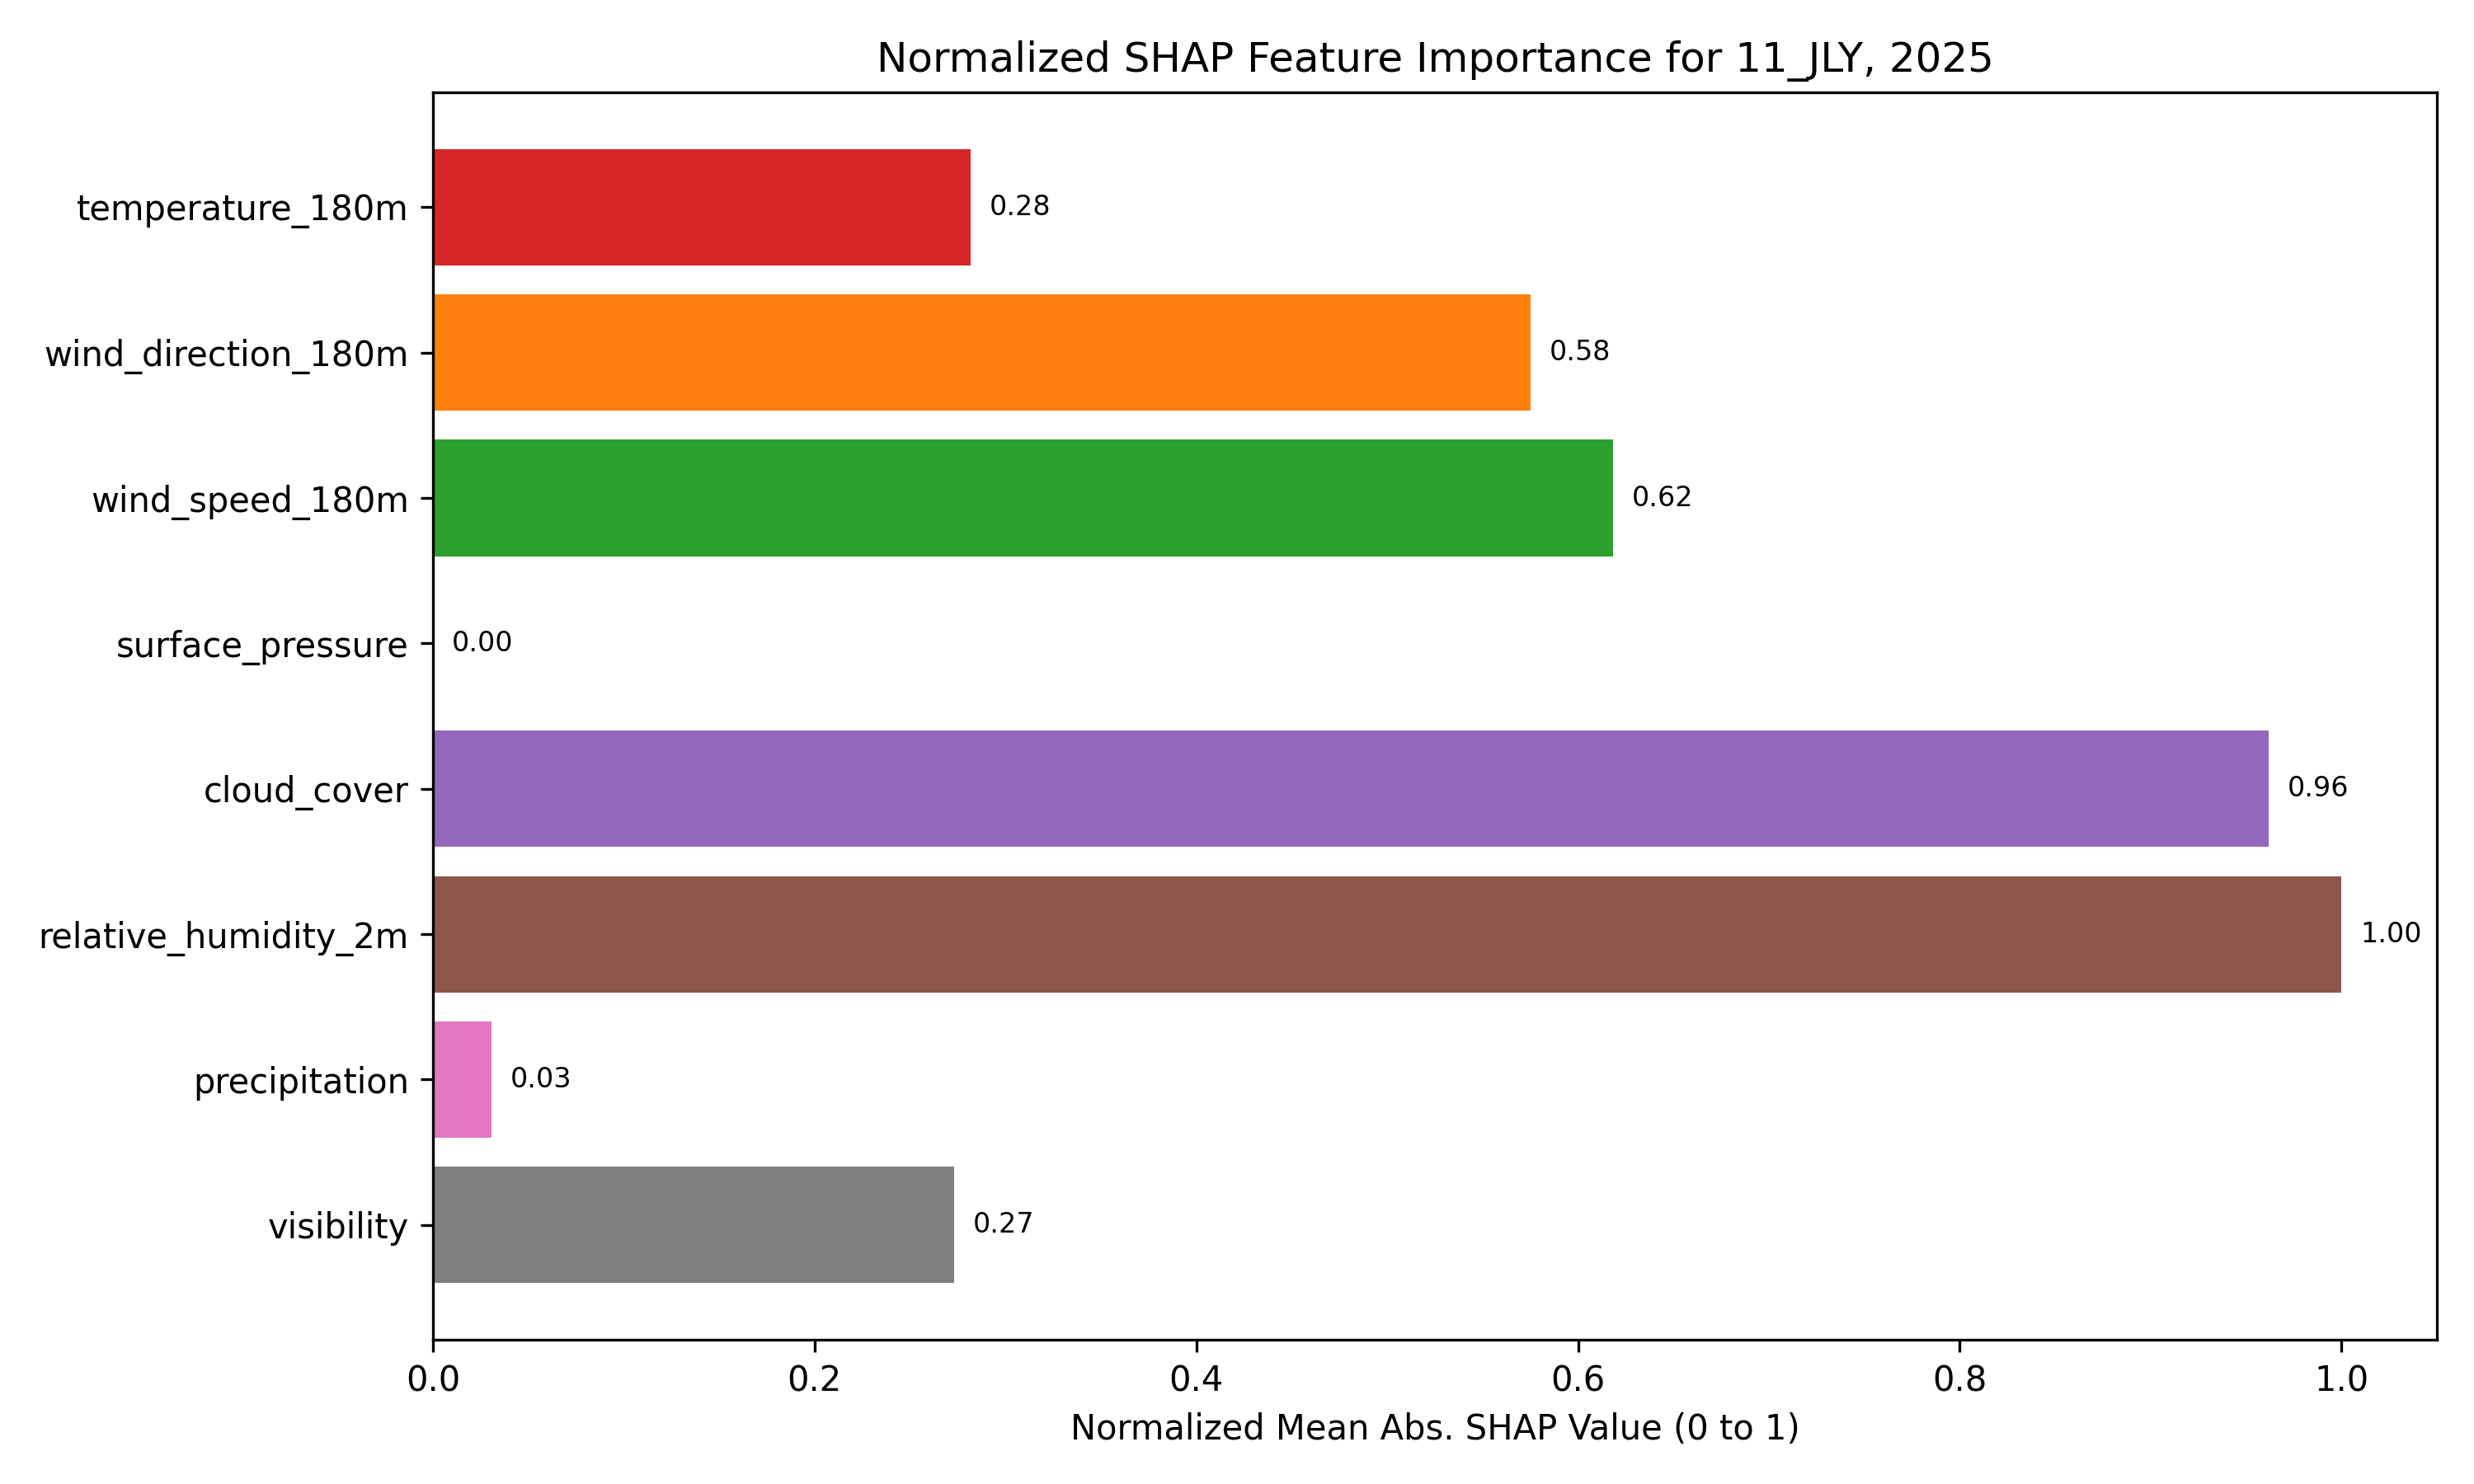 Normalized SHAP Feature Importance for 11_JLY, 2025
temperature_180m 0.28
wind_direction_180m 0.58
wind_speed_180m 0.62
surface_pressure 0.00
cloud_cover 0.96
relative_humidity_2m 1.00
precipitation 0.03
visibility 0.27
0.0 0.2 0.4 0.6 0.8 1.0
Normalized Mean Abs. SHAP Value (0 to 1)